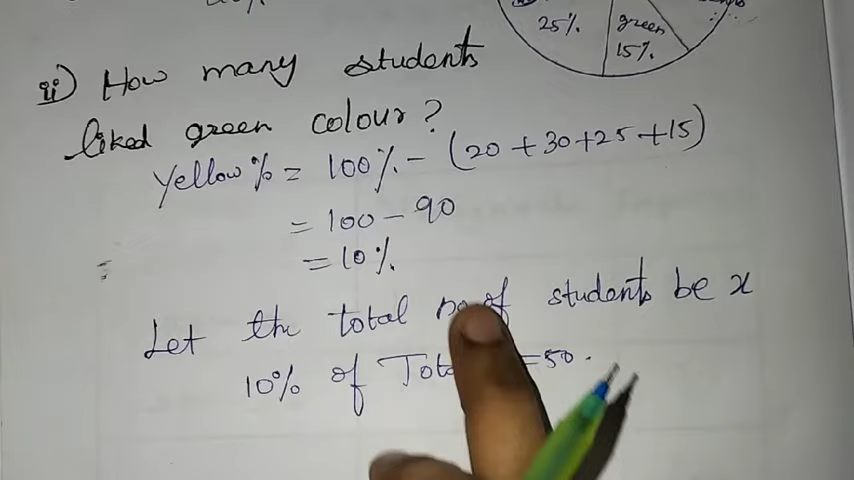 25%.
green
15%.
ii) How many students
liked green colour?
Yellow % = 100%. - (20 + 30 + 25 + 15)
= 100 - 90
= 10%.
Let the total no of students be x
10% of = 50.